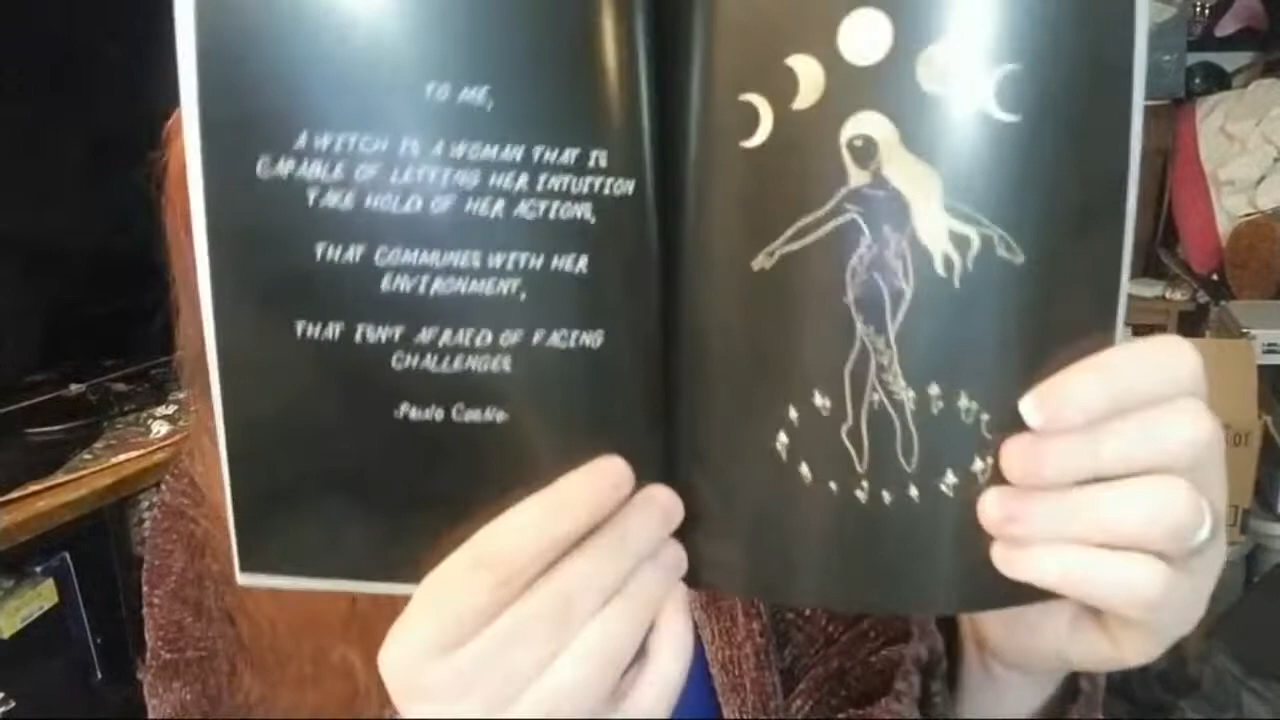 TO ME,
A WITCH IS A WOMAN THAT IS
CAPABLE OF LETTING HER INTUITION
TAKE HOLD OF HER ACTIONS,
THAT COMMUNES WITH HER
ENVIRONMENT,
THAT ISN'T AFRAID OF FACING
CHALLENGES
-Paulo Coelho-